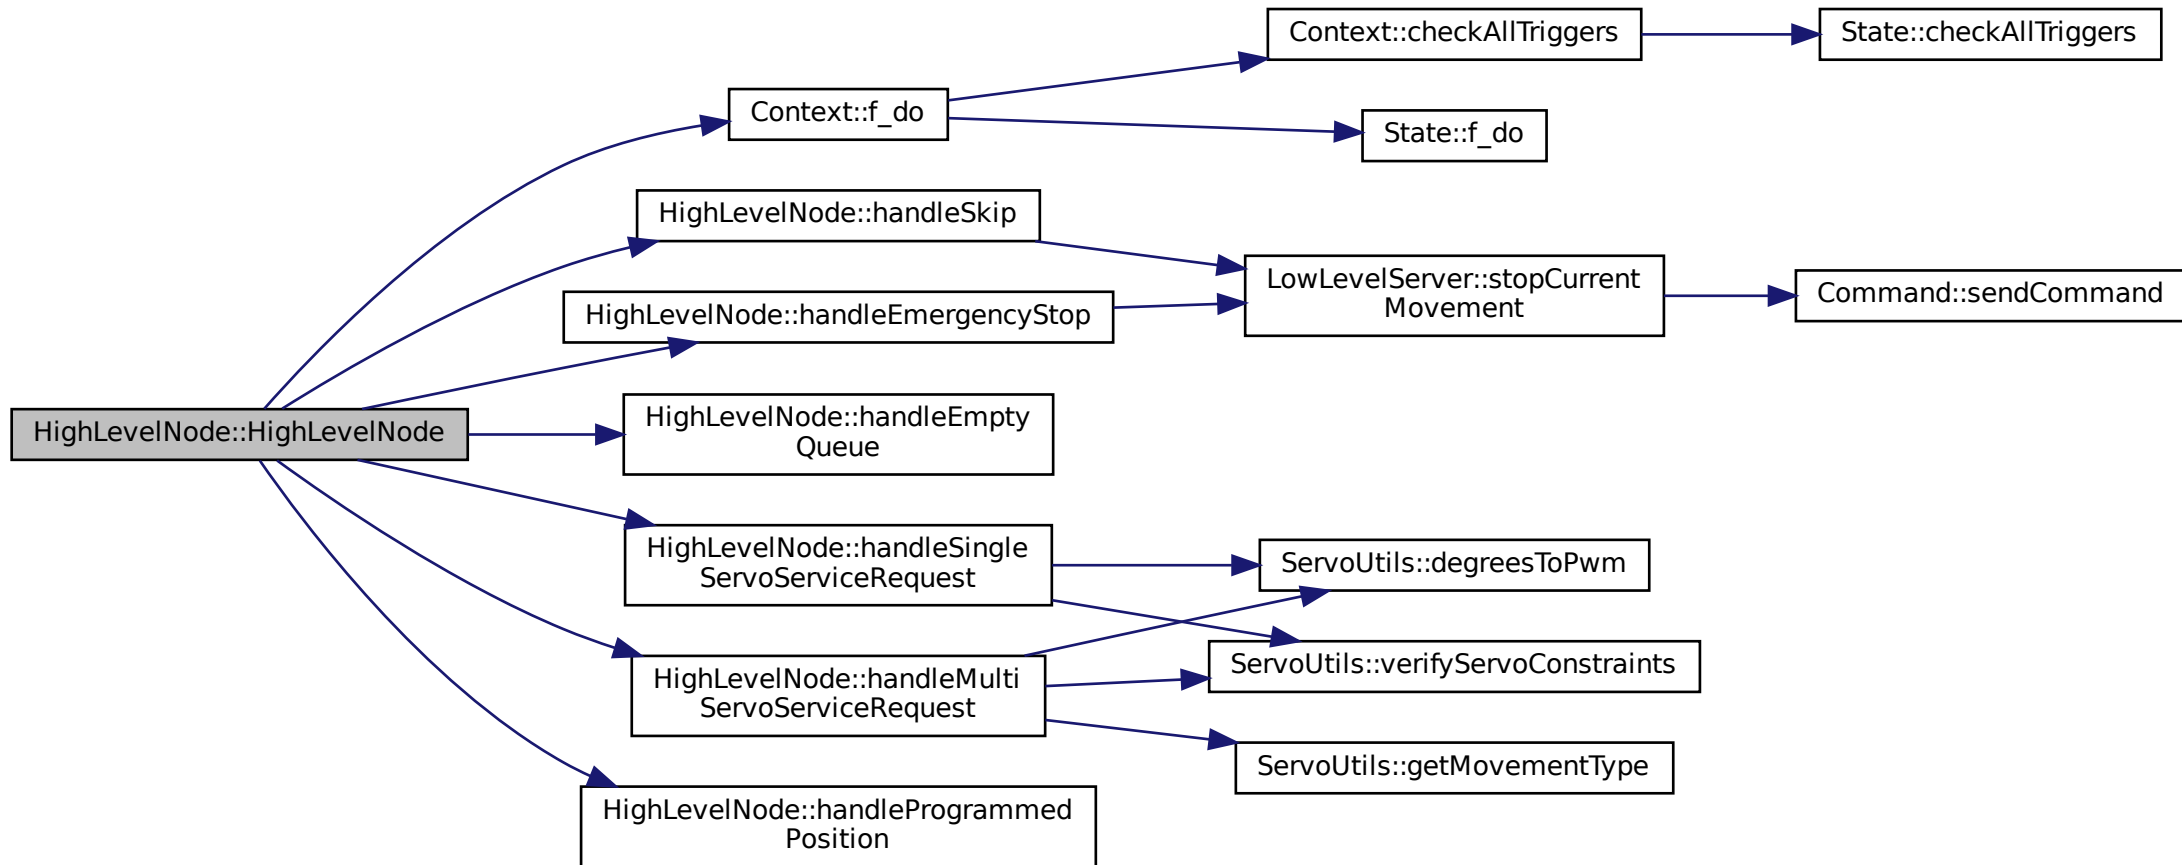 Context::checkAllTriggers
State::checkAllTriggers
Context::f_do
State::f_do
HighLevelNode::handleSkip
LowLevelServer::stopCurrent
Movement
Command::sendCommand
HighLevelNode::handleEmergencyStop
HighLevelNode::HighLevelNode
HighLevelNode::handleEmpty
Queue
HighLevelNode::handleSingle
ServoServiceRequest
ServoUtils::degreesToPwm
HighLevelNode::handleMulti
ServoServiceRequest
ServoUtils::verifyServoConstraints
ServoUtils::getMovementType
HighLevelNode::handleProgrammed
Position